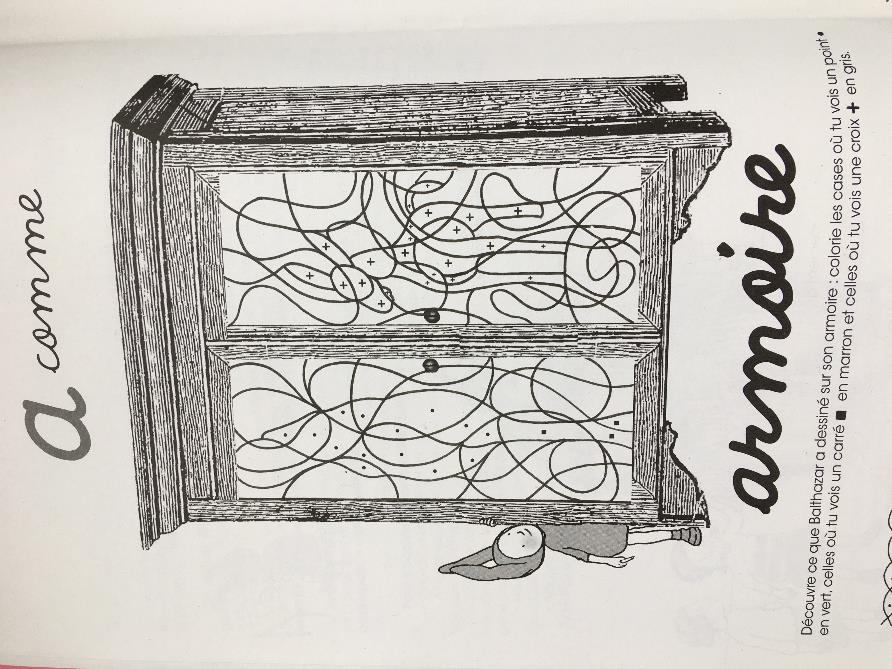 a comme
armoire
Découvre ce que Balthazar a dessiné sur son armoire : colorie les cases où tu vois un point •
en vert, celles où tu vois un carré ■ en marron et celles où tu vois une croix + en gris.